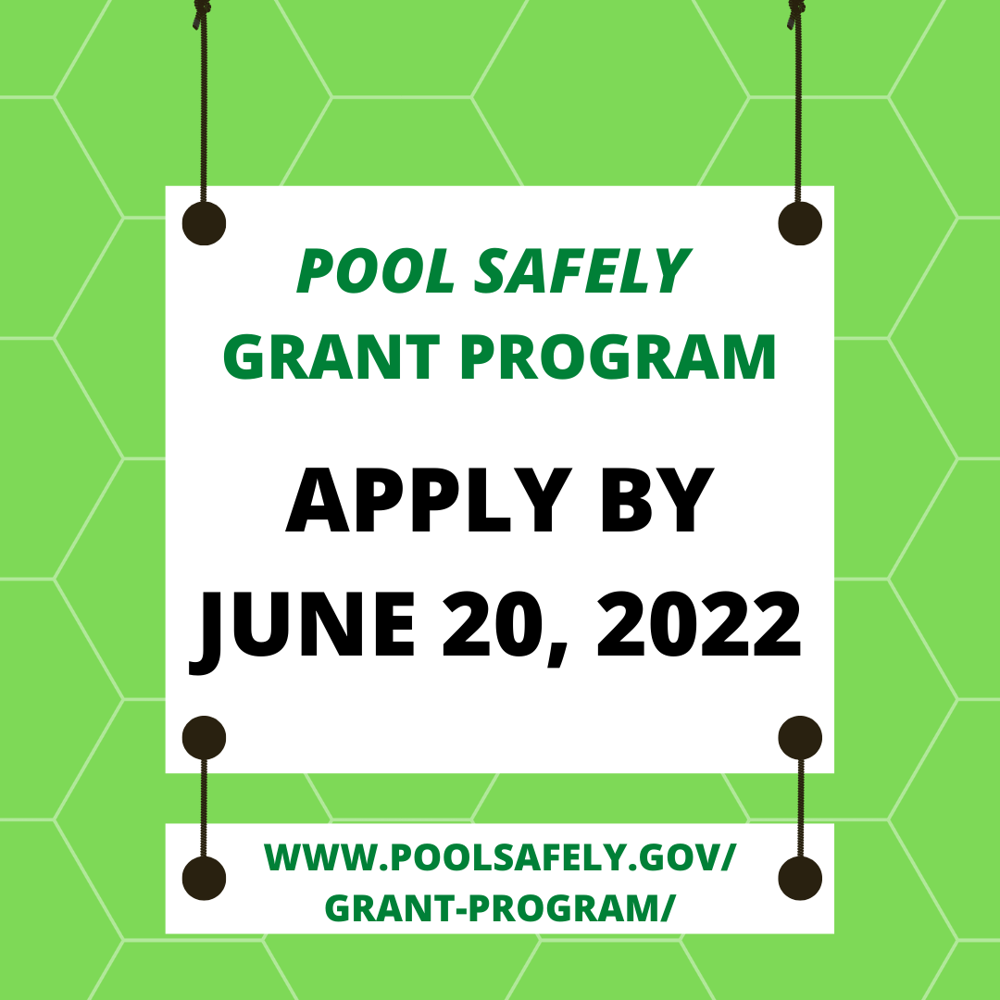 POOL SAFELY
GRANT PROGRAM
APPLY BY
JUNE 20, 2022
WWW.POOLSAFELY.GOV/
GRANT-PROGRAM/